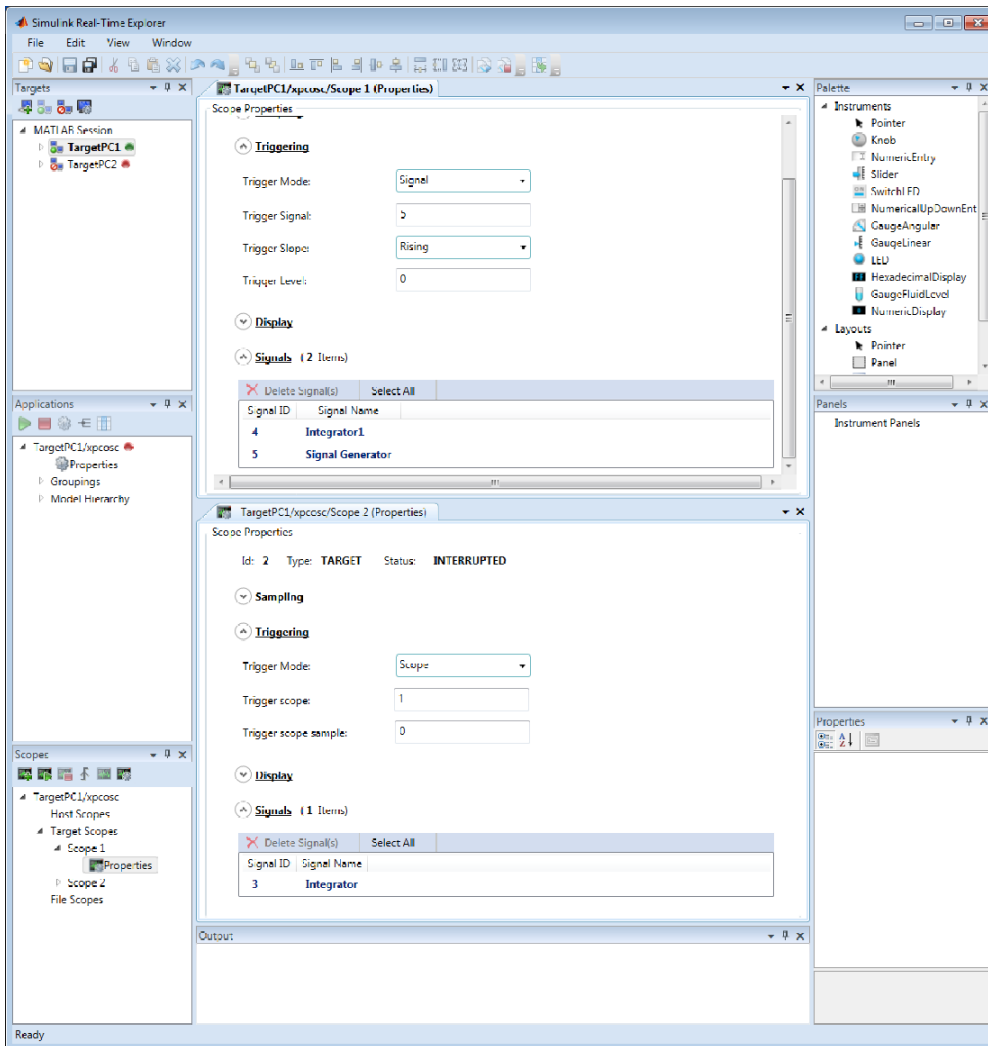 Simulink Real-Time Explorer
File Edit View Window
Targets
MATLAB Session
TargetPC1
TargetPC2
Applications
TargetPC1/xpcosc
Properties
Groupings
Model Hierarchy
Scopes
TargetPC1/xpcosc
Host Scopes
Target Scopes
Scope 1
Properties
Scope 2
File Scopes
TargetPC1/xpcosc/Scope 1 (Properties)
Scope Properties
Triggering
Trigger Mode: Signal
Trigger Signal: 5
Trigger Slope: Rising
Trigger Level: 0
Display
Signals (2 Items)
Delete Signal(s) Select All
Signal ID Signal Name
4 Integrator1
5 Signal Generator
TargetPC1/xpcosc/Scope 2 (Properties)
Scope Properties
Id: 2 Type: TARGET Status: INTERRUPTED
Sampling
Triggering
Trigger Mode: Scope
Trigger scope: 1
Trigger scope sample: 0
Display
Signals (1 Items)
Delete Signal(s) Select All
Signal ID Signal Name
3 Integrator
Output
Palette
Instruments
Pointer
Knob
NumericEntry
Slider
SwitchLED
NumericalUpDownEnt
GaugeAngular
GaugeLinear
LED
HexadecimalDisplay
GaugeFluidLevel
NumericDisplay
Layouts
Pointer
Panel
Panels
Instrument Panels
Properties
Ready